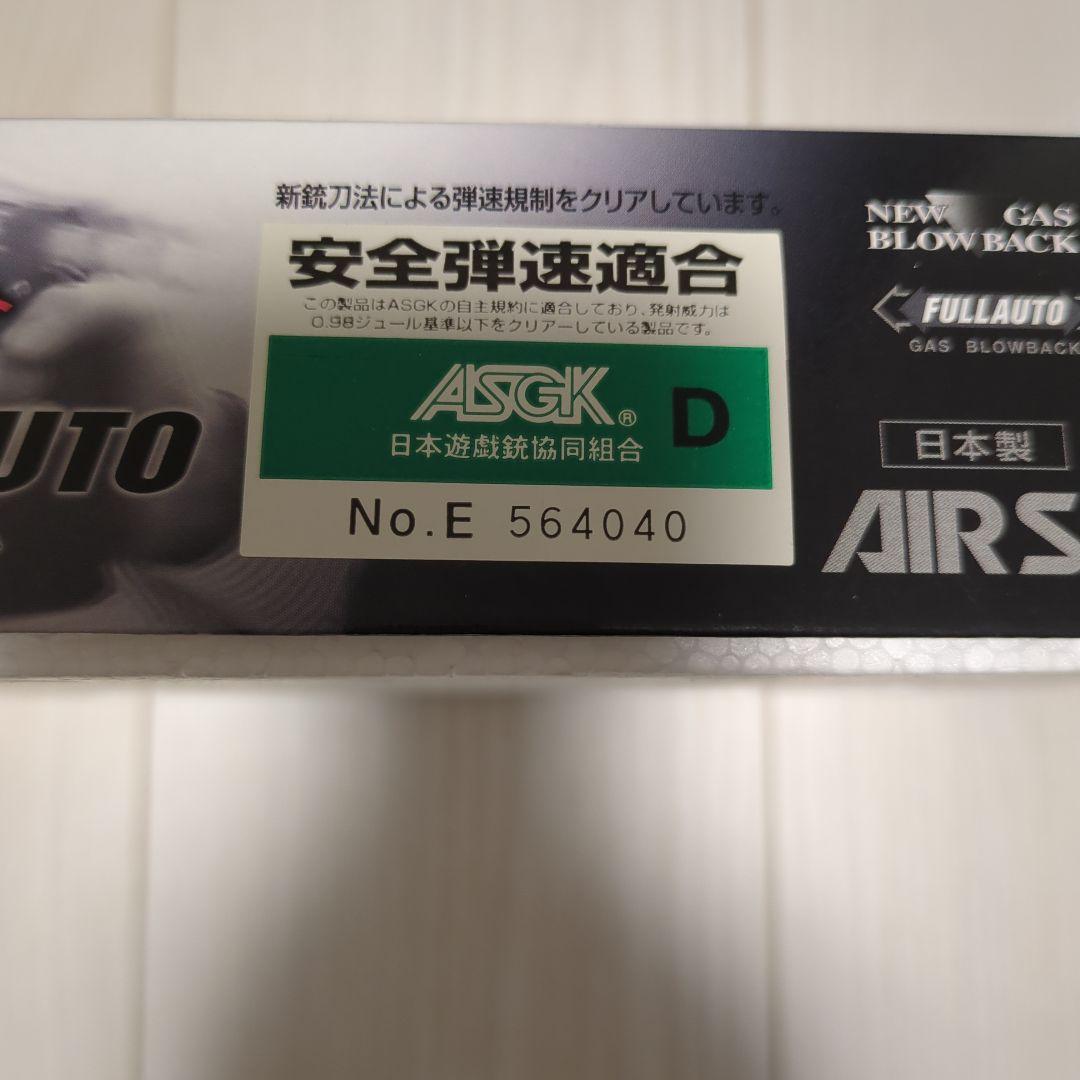 新銃刀法による弾速規制をクリアしています。
安全弾速適合
この製品はASGKの自主規約に適合しており、発射威力は
0.98ジュール基準以下をクリアーしている製品です。
ASGK®
D
日本遊戯銃協同組合
No.E 564040
UTO
NEW GAS
BLOWBACK
FULLAUTO
GAS BLOWBACK
日本製
AIR S